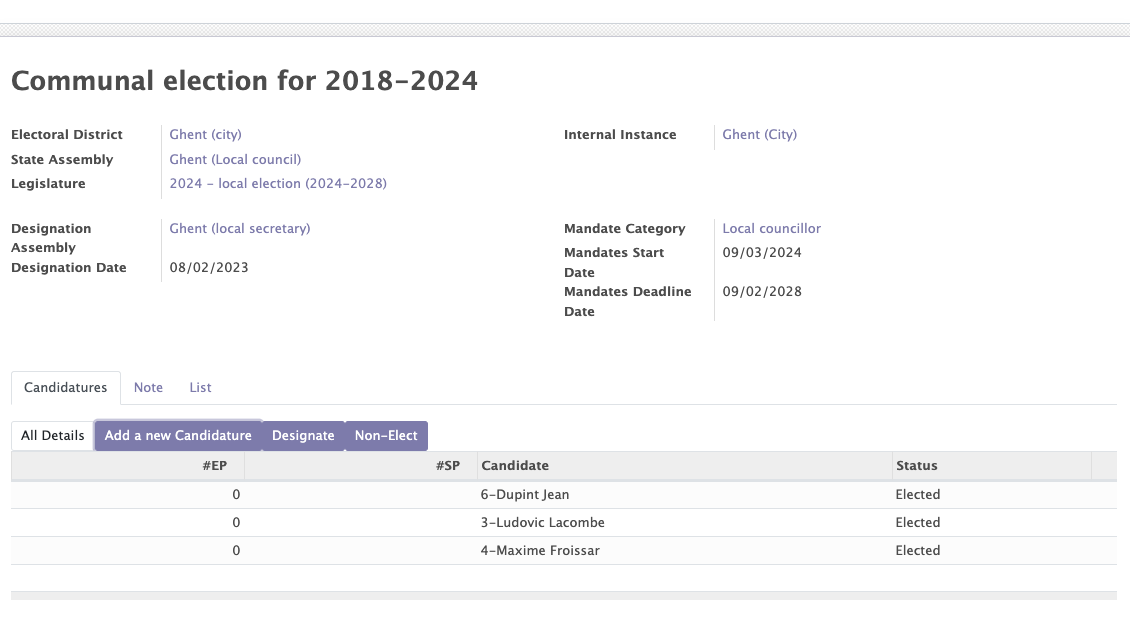 Communal election for 2018-2024
Electoral District Ghent (city)
Internal Instance Ghent (City)
State Assembly Ghent (Local council)
Legislature 2024 - local election (2024-2028)
Designation Assembly Ghent (local secretary)
Designation Date 08/02/2023
Mandate Category Local councillor
Mandates Start Date 09/03/2024
Mandates Deadline Date 09/02/2028
Candidatures Note List
All Details Add a new Candidature Designate Non-Elect
#EP #SP Candidate Status
0 6-Dupint Jean Elected
0 3-Ludovic Lacombe Elected
0 4-Maxime Froissar Elected